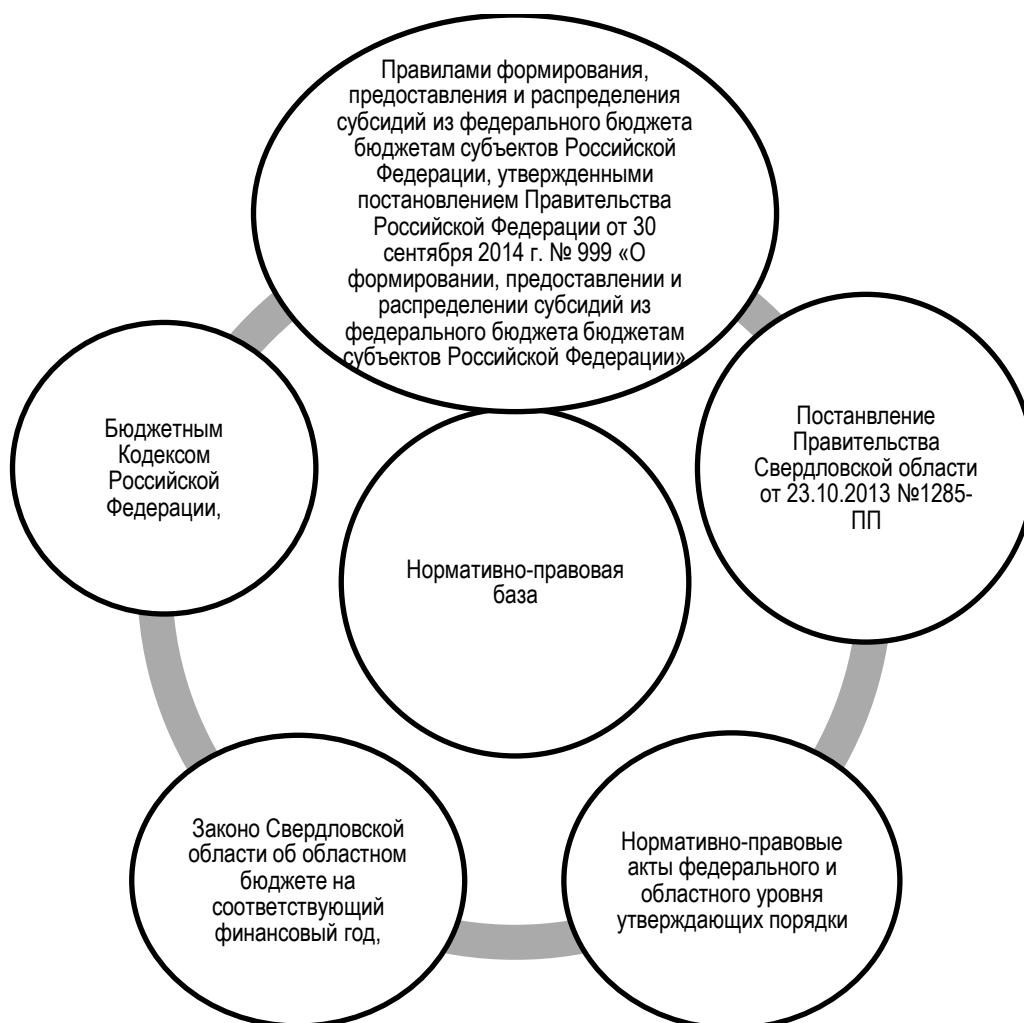 Правилами формирования,
предоставления и распределения
субсидий из федерального бюджета
бюджетам субъектов Российской
Федерации, утвержденными
постановлением Правительства
Российской Федерации от 30
сентября 2014 г. № 999 «О
формировании, предоставлении и
распределении субсидий из
федерального бюджета бюджетам
субъектов Российской Федерации»
Бюджетным
Кодексом
Российской
Федерации,
Постанвление
Правительства
Свердловской области
от 23.10.2013 №1285-
ПП
Нормативно-правовая
база
Законо Свердловской
области об областном
бюджете на
соответствующий
финансовый год,
Нормативно-правовые
акты федерального и
областного уровня
утверждающих порядки